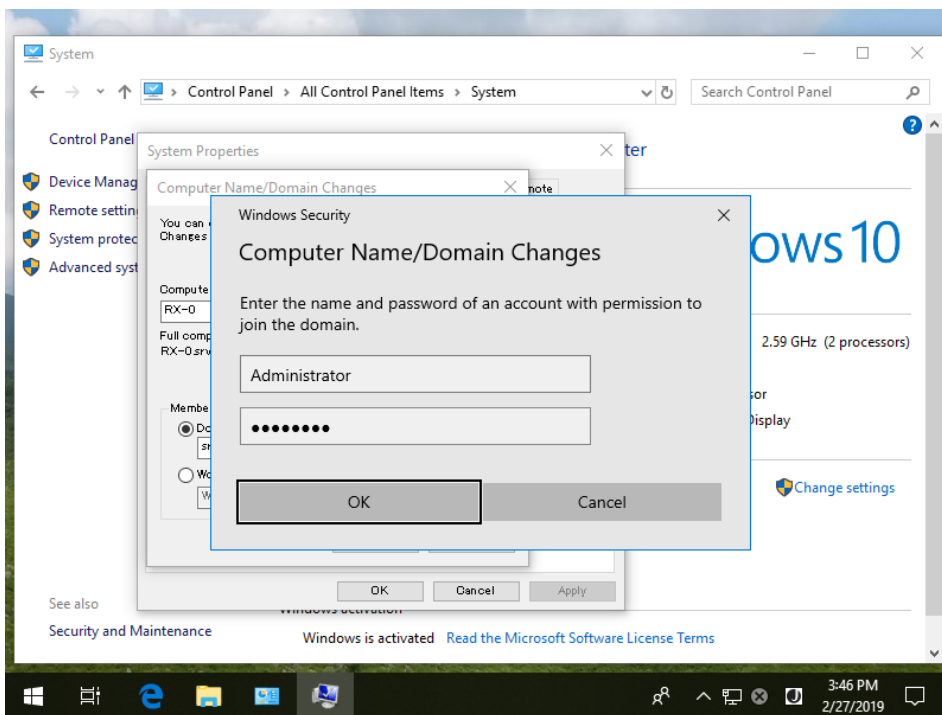 System
Control Panel > All Control Panel Items > System
Search Control Panel
Control Panel
System Properties
ter
Device Manag
Computer Name/Domain Changes
mote
Remote settin
You can
Windows Security
System protec
Changes
Computer Name/Domain Changes
ows 10
Advanced syst
Compute
Enter the name and password of an account with permission to
join the domain.
RX-0
Full comp
RX-0.srv
2.59 GHz (2 processors)
Administrator
sor
Membe
Display
Do
••••••••
Wo
W
OK
Cancel
Change settings
OK
Cancel
Apply
See also
Windows activation
Security and Maintenance
Windows is activated
Read the Microsoft Software License Terms
3:46 PM
2/27/2019